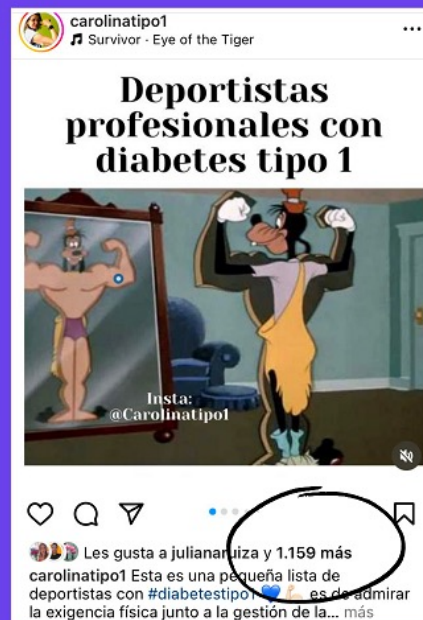 carolinatipo1
Survivor · Eye of the Tiger
Deportistas
profesionales con
diabetes tipo 1
Insta:
@Carolinatipo1
Les gusta a julianaruiza y 1.159 más
carolinatipo1 Esta es una pequeña lista de
deportistas con #diabetestipo1 💙 💪🏼 es de admirar
la exigencia física junto a la gestión de la... más